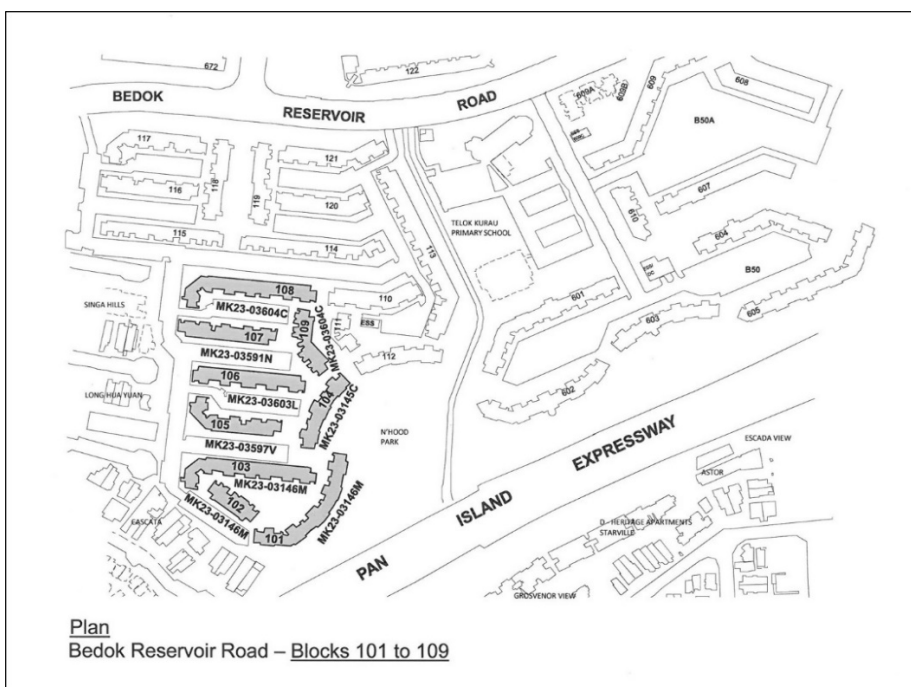 672
122
BEDOK
RESERVOIR
ROAD
609A
609B
609
608
B50A
117
118
121
116
119
120
115
114
113
TELOK KURAU
PRIMARY SCHOOL
607
610
604
B50
605
SINGA HILLS
108
MK23-03604C
109
MK23-03604C
110
111
ESS
112
601
603
602
107
MK23-03591N
106
MK23-03603L
104
MK23-03145C
LONG HUA YUAN
105
MK23-03597V
N'HOOD
PARK
103
MK23-03146M
102
MK23-03146M
101
MK23-03146M
CASCATA
PAN
ISLAND
EXPRESSWAY
ESCADA VIEW
ASTOR
D - HERITAGE APARTMENTS
STARVILLE
GROSVENOR VIEW
Plan
Bedok Reservoir Road – Blocks 101 to 109